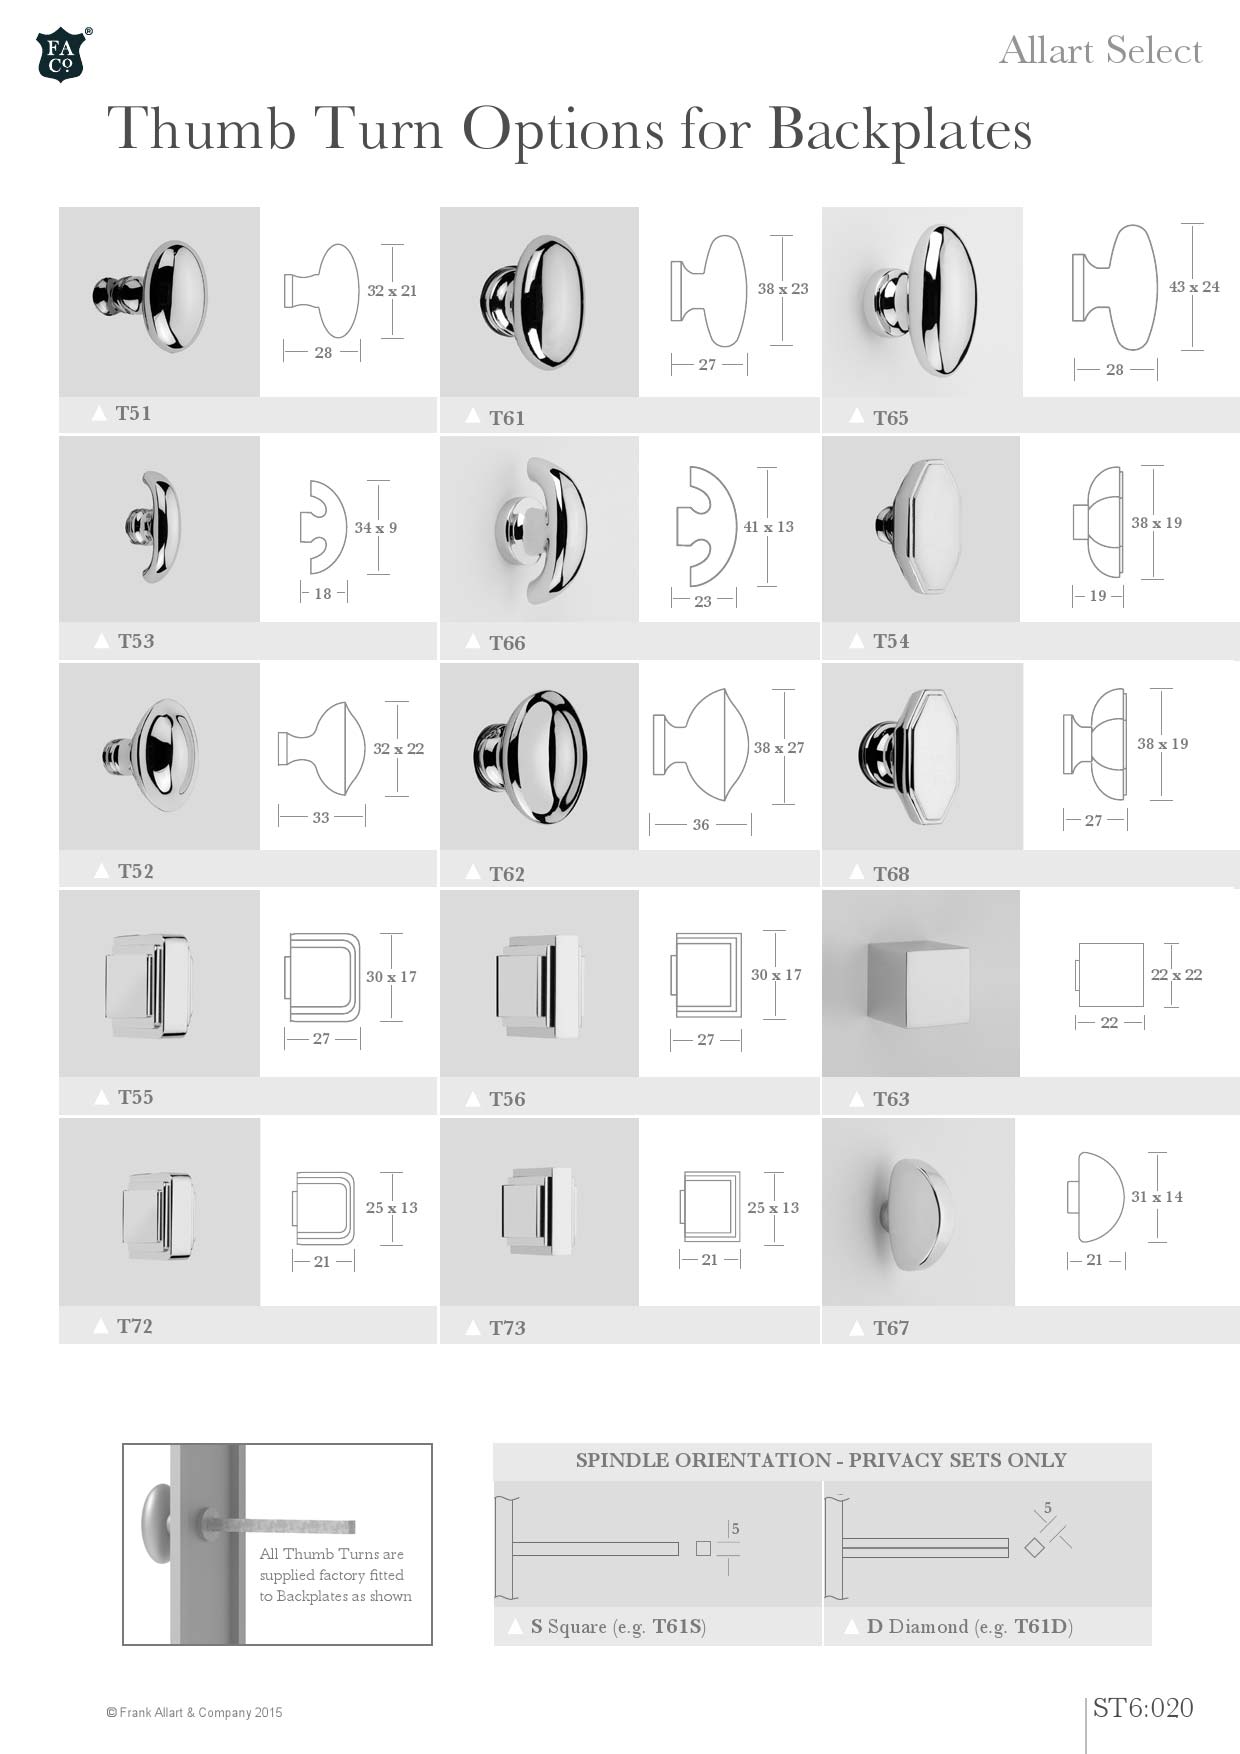 FA
Co.
®
Allart Select
Thumb Turn Options for Backplates
32 x 21
28
T51
38 x 23
27
T61
43 x 24
28
T65
34 x 9
18
T53
41 x 13
23
T66
38 x 19
19
T54
32 x 22
33
T52
38 x 27
36
T62
38 x 19
27
T68
30 x 17
27
T55
30 x 17
27
T56
22 x 22
22
T63
25 x 13
21
T72
25 x 13
21
T73
31 x 14
21
T67
All Thumb Turns are
supplied factory fitted
to Backplates as shown
SPINDLE ORIENTATION - PRIVACY SETS ONLY
5
5
S Square (e.g. T61S)
D Diamond (e.g. T61D)
© Frank Allart & Company 2015
ST6:020